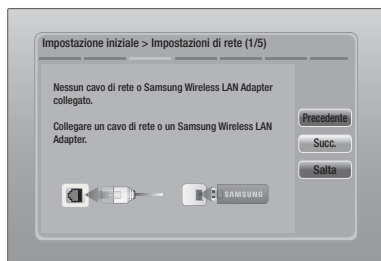 Impostazione iniziale > Impostazioni di rete (1/5)
Nessun cavo di rete o Samsung Wireless LAN Adapter
collegato.
Collegare un cavo di rete o un Samsung Wireless LAN
Adapter.
Precedente
Succ.
Salta
SAMSUNG